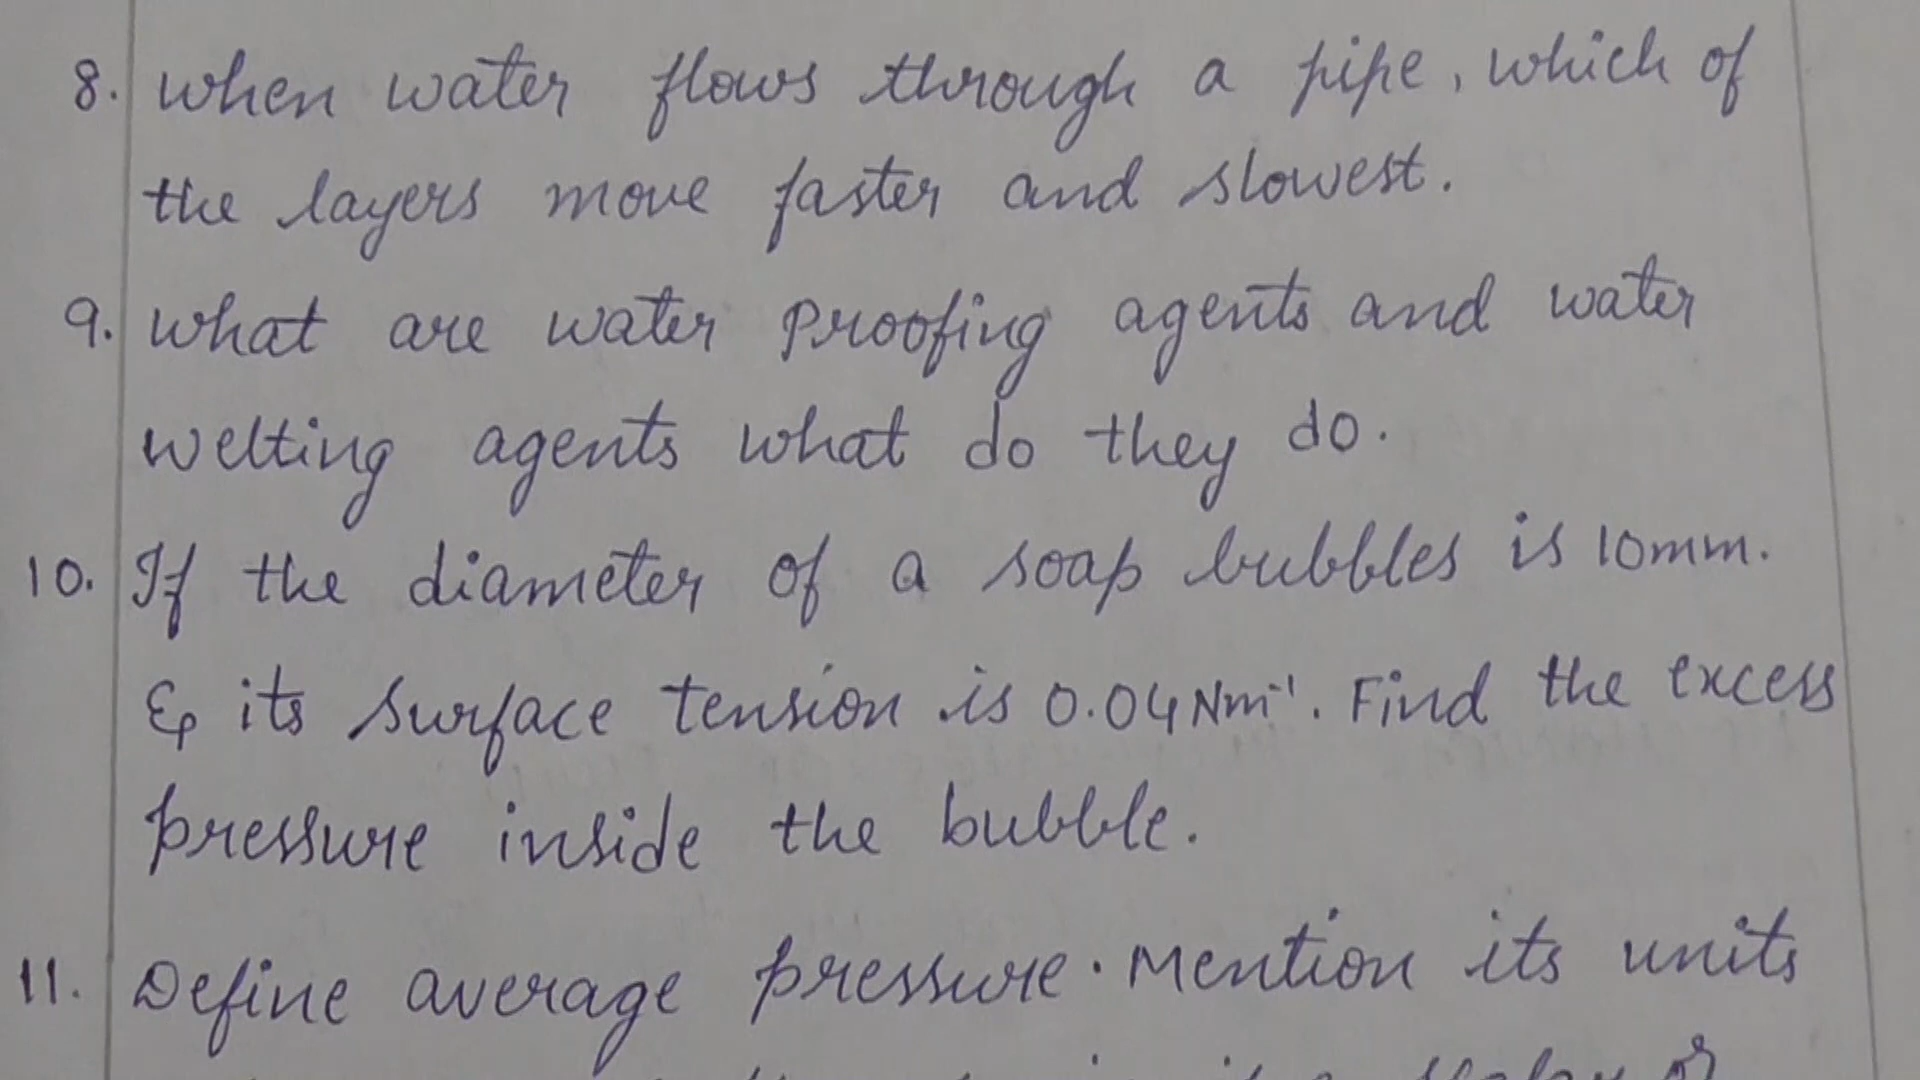 8. when water flows through a pipe, which of
the layers move faster and slowest.
9. what are water proofing agents and water
wetting agents what do they do.
10. If the diameter of a soap bubbles is 10mm.
& its surface tension is 0.04Nm⁻¹. Find the excess
pressure inside the bubble.
11. Define average pressure. Mention its units